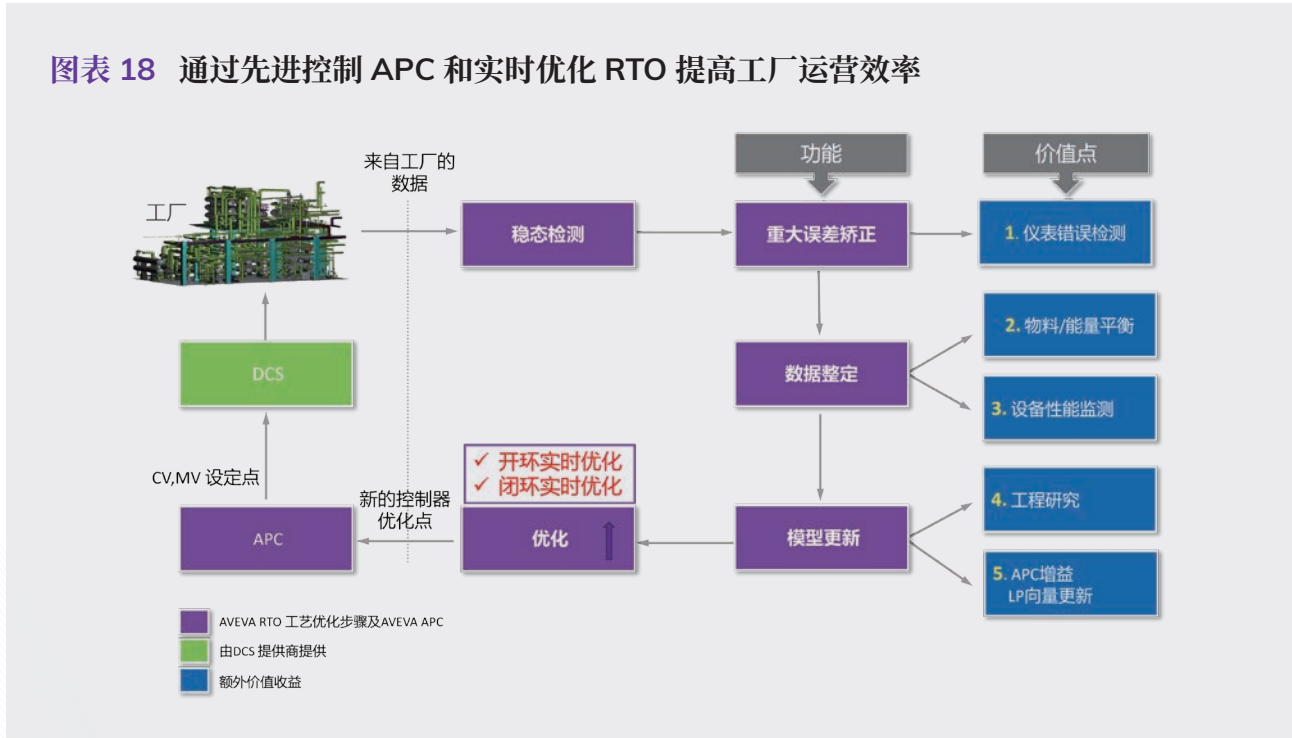 图表 18 通过先进控制 APC 和实时优化 RTO 提高工厂运营效率
功能
价值点
来自工厂的
数据
工厂
稳态检测
重大误差矫正
1. 仪表错误检测
2. 物料/能量平衡
DCS
数据整定
3. 设备性能监测
✓ 开环实时优化
✓ 闭环实时优化
CV,MV 设定点
新的控制器
优化点
4. 工程研究
APC
优化
模型更新
5. APC增益
LP向量更新
AVEVA RTO 工艺优化步骤及AVEVA APC
由DCS 提供商提供
额外价值收益